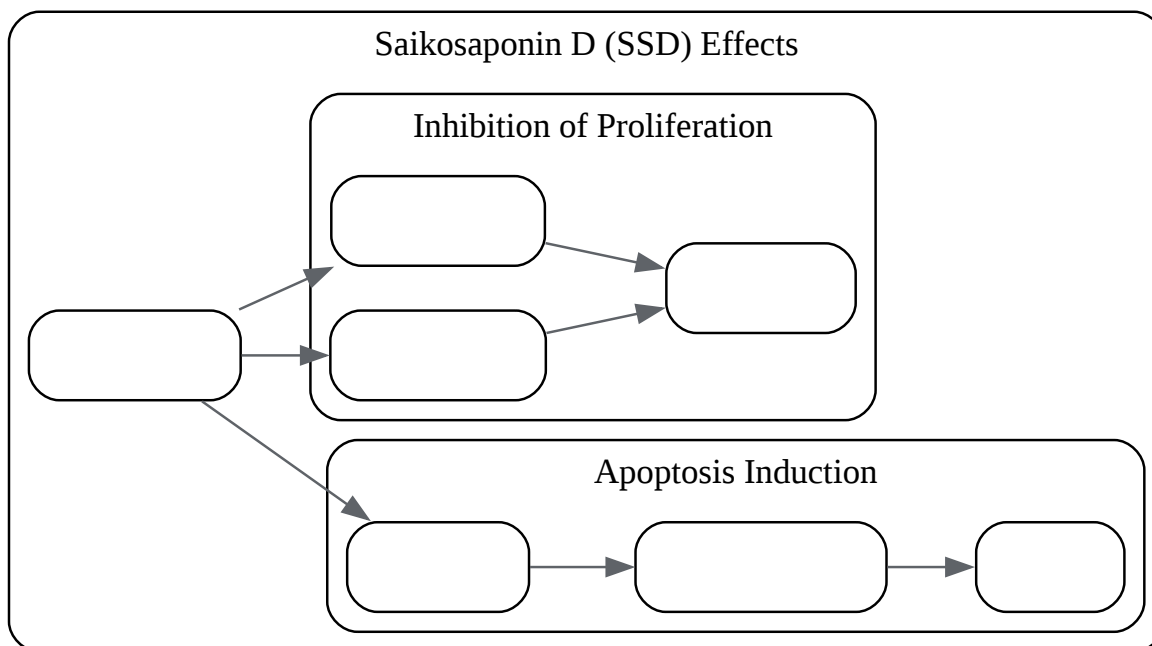 Saikosaponin D (SSD) Effects
Inhibition of Proliferation
Apoptosis Induction